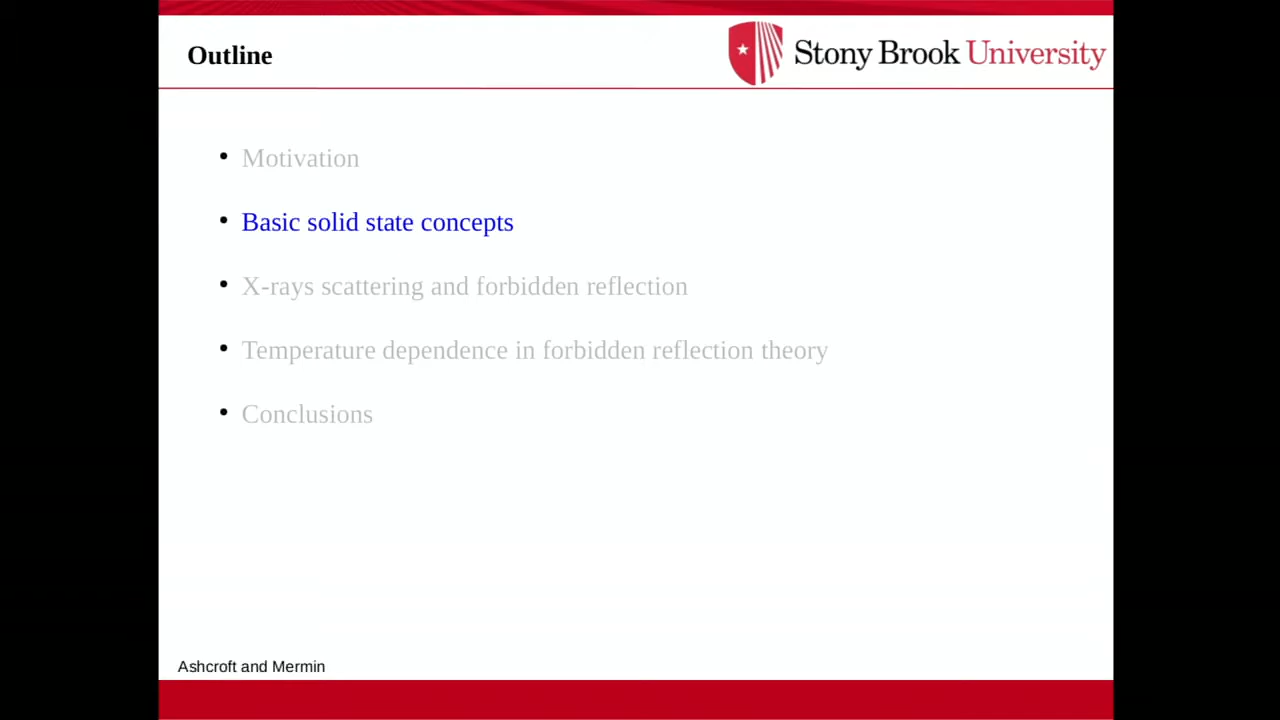 Outline
Stony Brook University
• Motivation
• Basic solid state concepts
• X-rays scattering and forbidden reflection
• Temperature dependence in forbidden reflection theory
• Conclusions
Ashcroft and Mermin